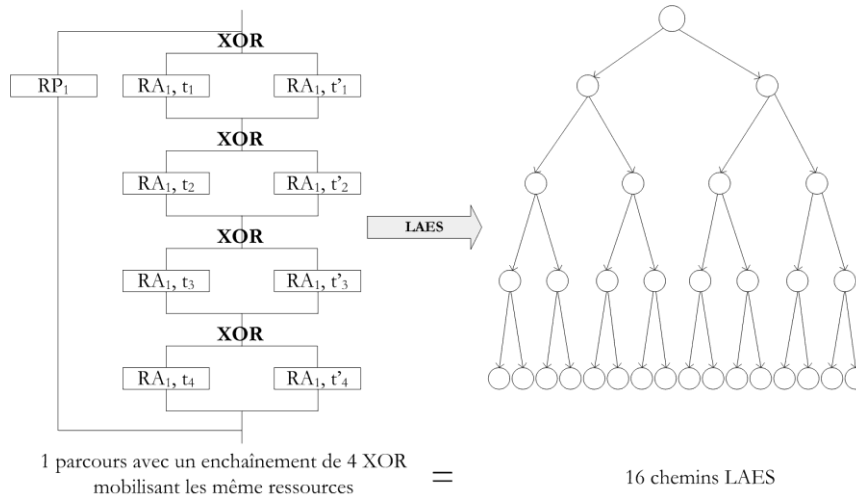 XOR
RP₁
RA₁, t₁
RA₁, t'₁
XOR
RA₁, t₂
RA₁, t'₂
XOR
RA₁, t₃
RA₁, t'₃
XOR
RA₁, t₄
RA₁, t'₄
LAES
1 parcours avec un enchaînement de 4 XOR
mobilisant les même ressources
=
16 chemins LAES